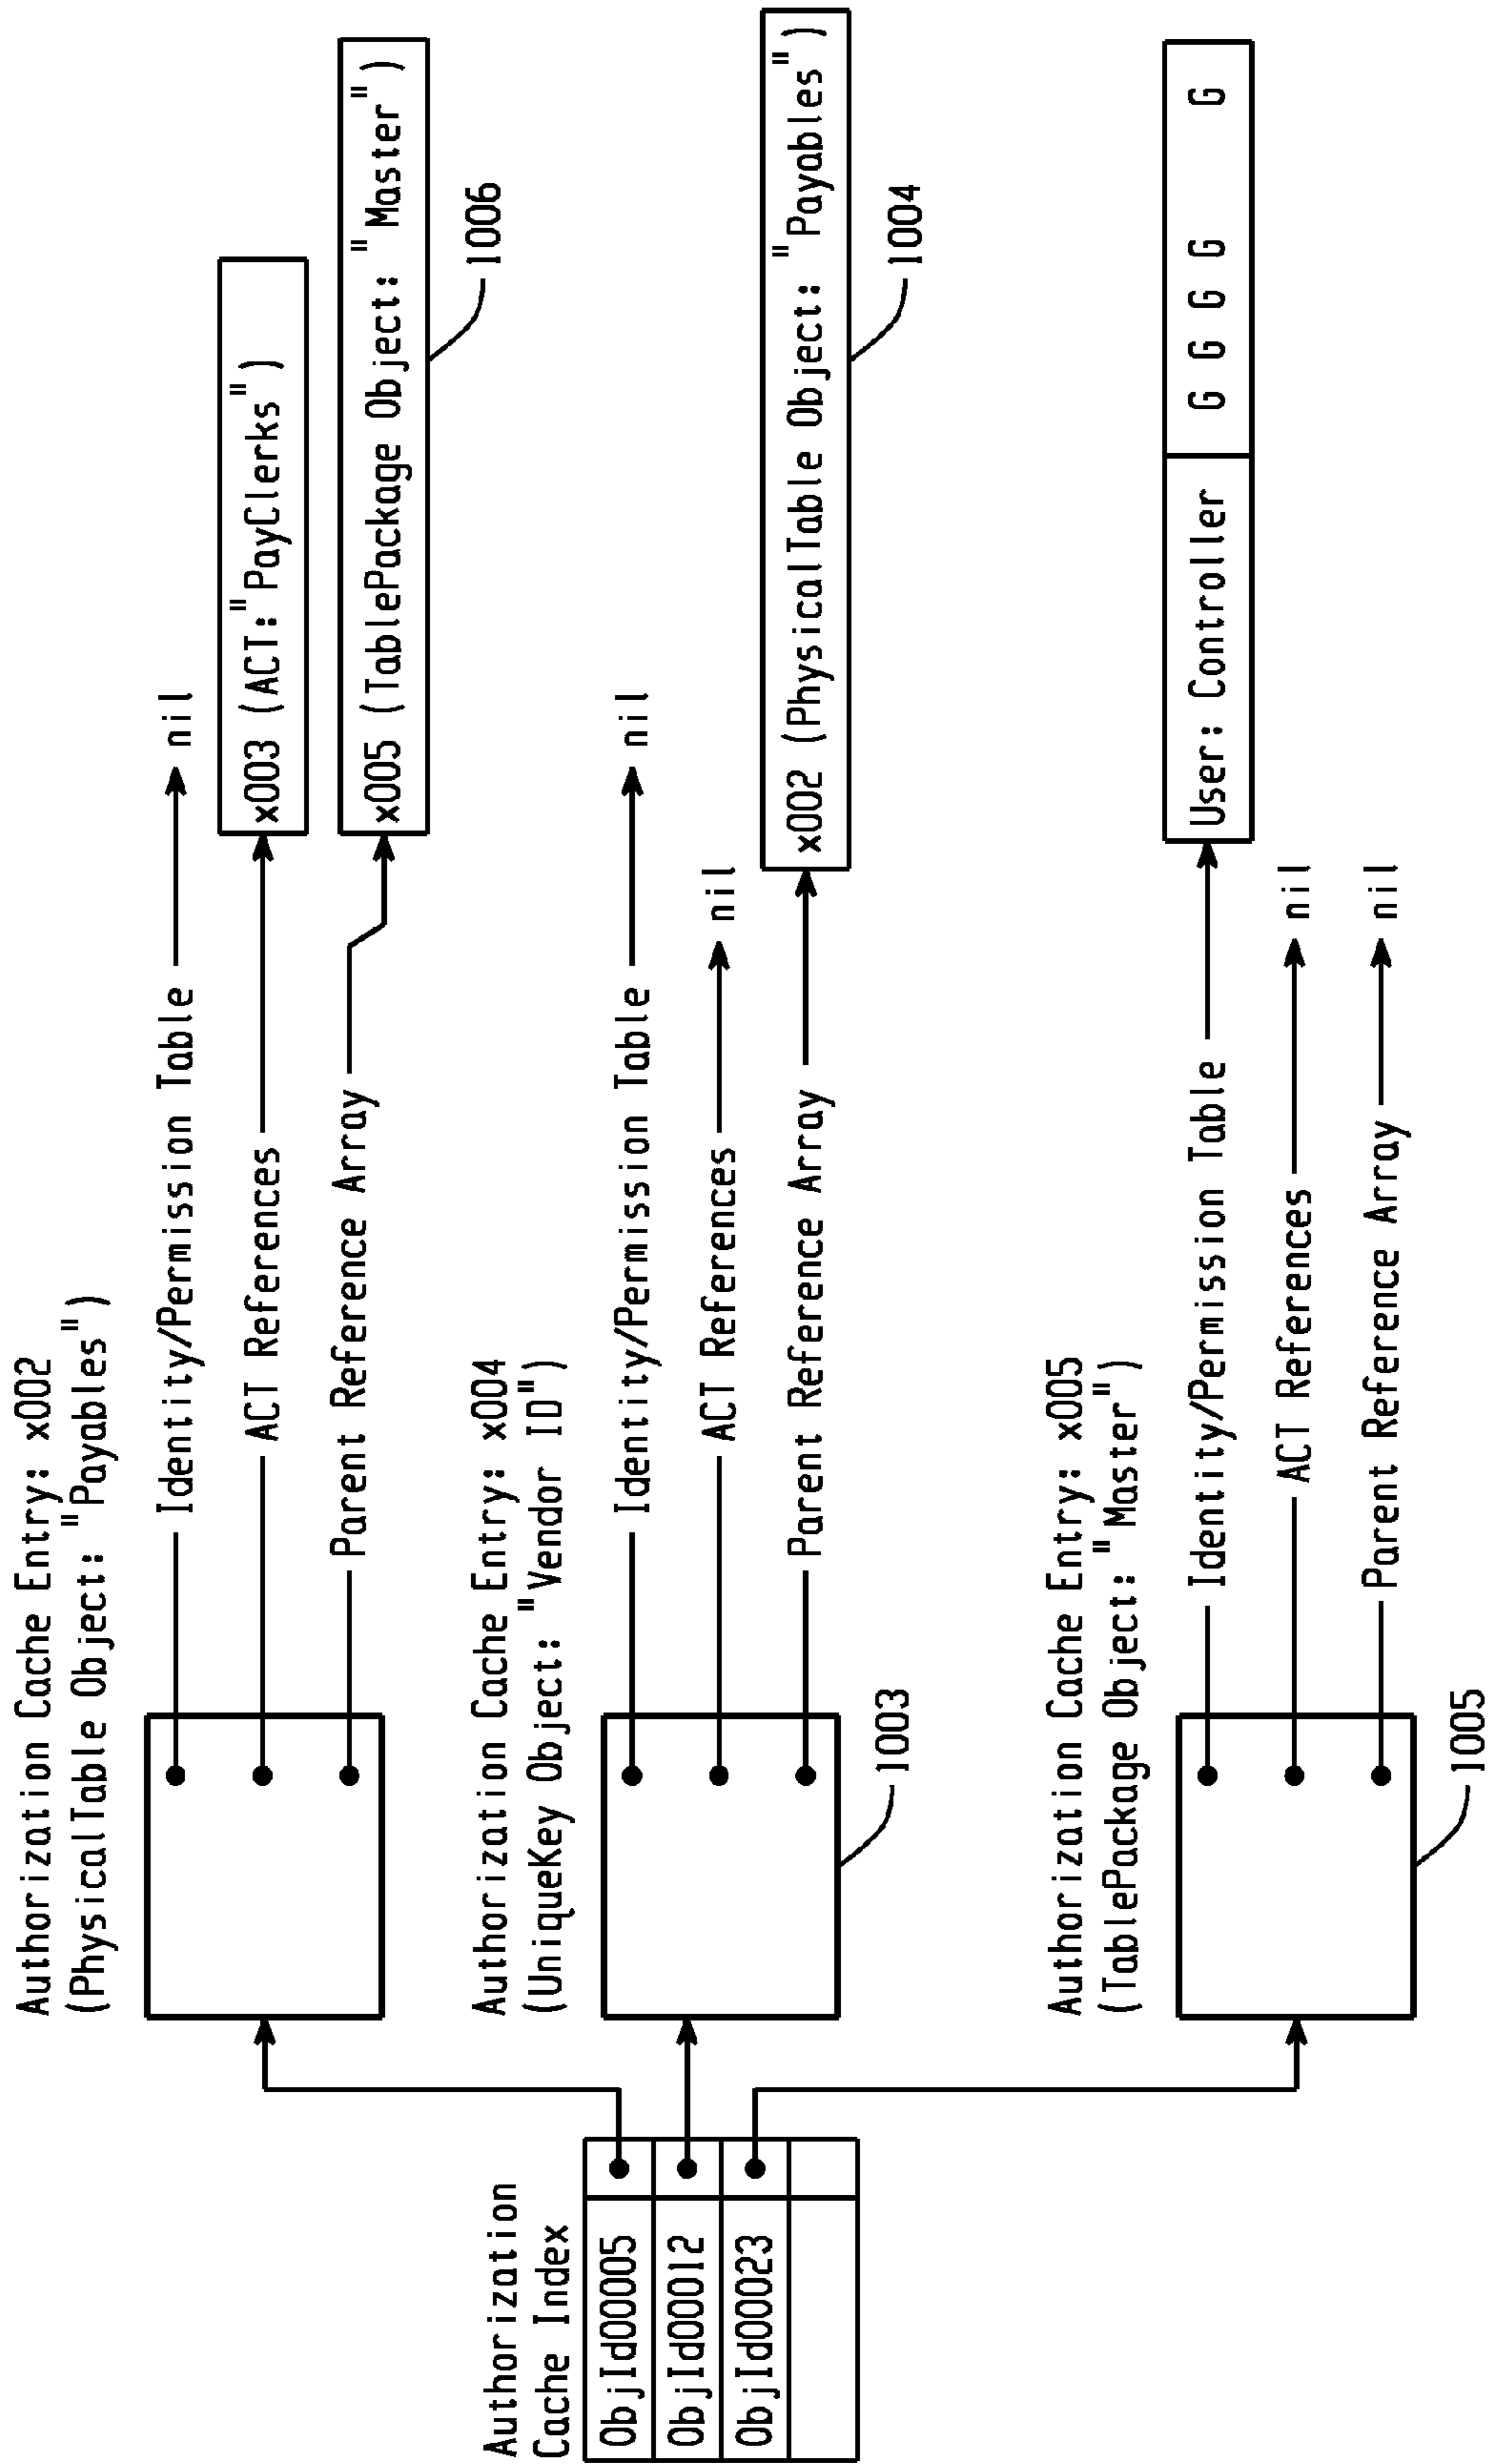 Authorization
Cache Index
ObjId00005
ObjId00012
ObjId00023
Authorization Cache Entry: x002
(PhysicalTable Object:"Payables")
Identity/Permission Table
nil
ACT References
x003 (ACT:"PayClerks")
Parent Reference Array
x005 (TablePackage Object: "Master")
1006
Authorization Cache Entry: x004
(UniqueKey Object:"Vendor ID")
Identity/Permission Table
nil
ACT References
nil
Parent Reference Array
x002 (PhysicalTable Object: "Payables")
1003
1004
Authorization Cache Entry: x005
(TablePackage Object:"Master")
Identity/Permission Table
User: Controller
G G G G G
ACT References
nil
Parent Reference Array
nil
1005